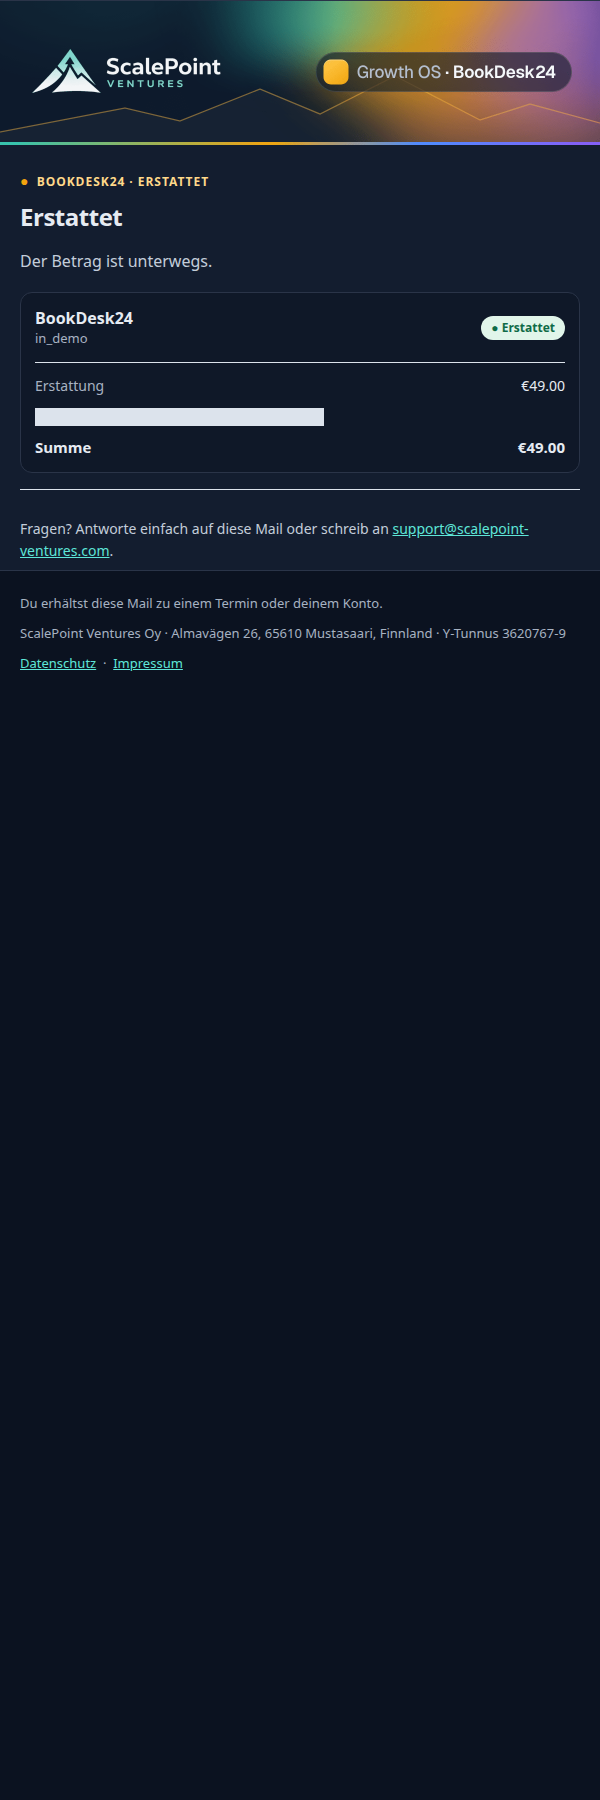 ScalePoint
VENTURES
Growth OS · BookDesk24
● BOOKDESK24 · ERSTATTET
Erstattet
Der Betrag ist unterwegs.
BookDesk24
in_demo
● Erstattet
Erstattung €49.00
Summe €49.00
Fragen? Antworte einfach auf diese Mail oder schreib an support@scalepoint-
ventures.com.
Du erhältst diese Mail zu einem Termin oder deinem Konto.
ScalePoint Ventures Oy · Almavägen 26, 65610 Mustasaari, Finnland · Y-Tunnus 3620767-9
Datenschutz · Impressum